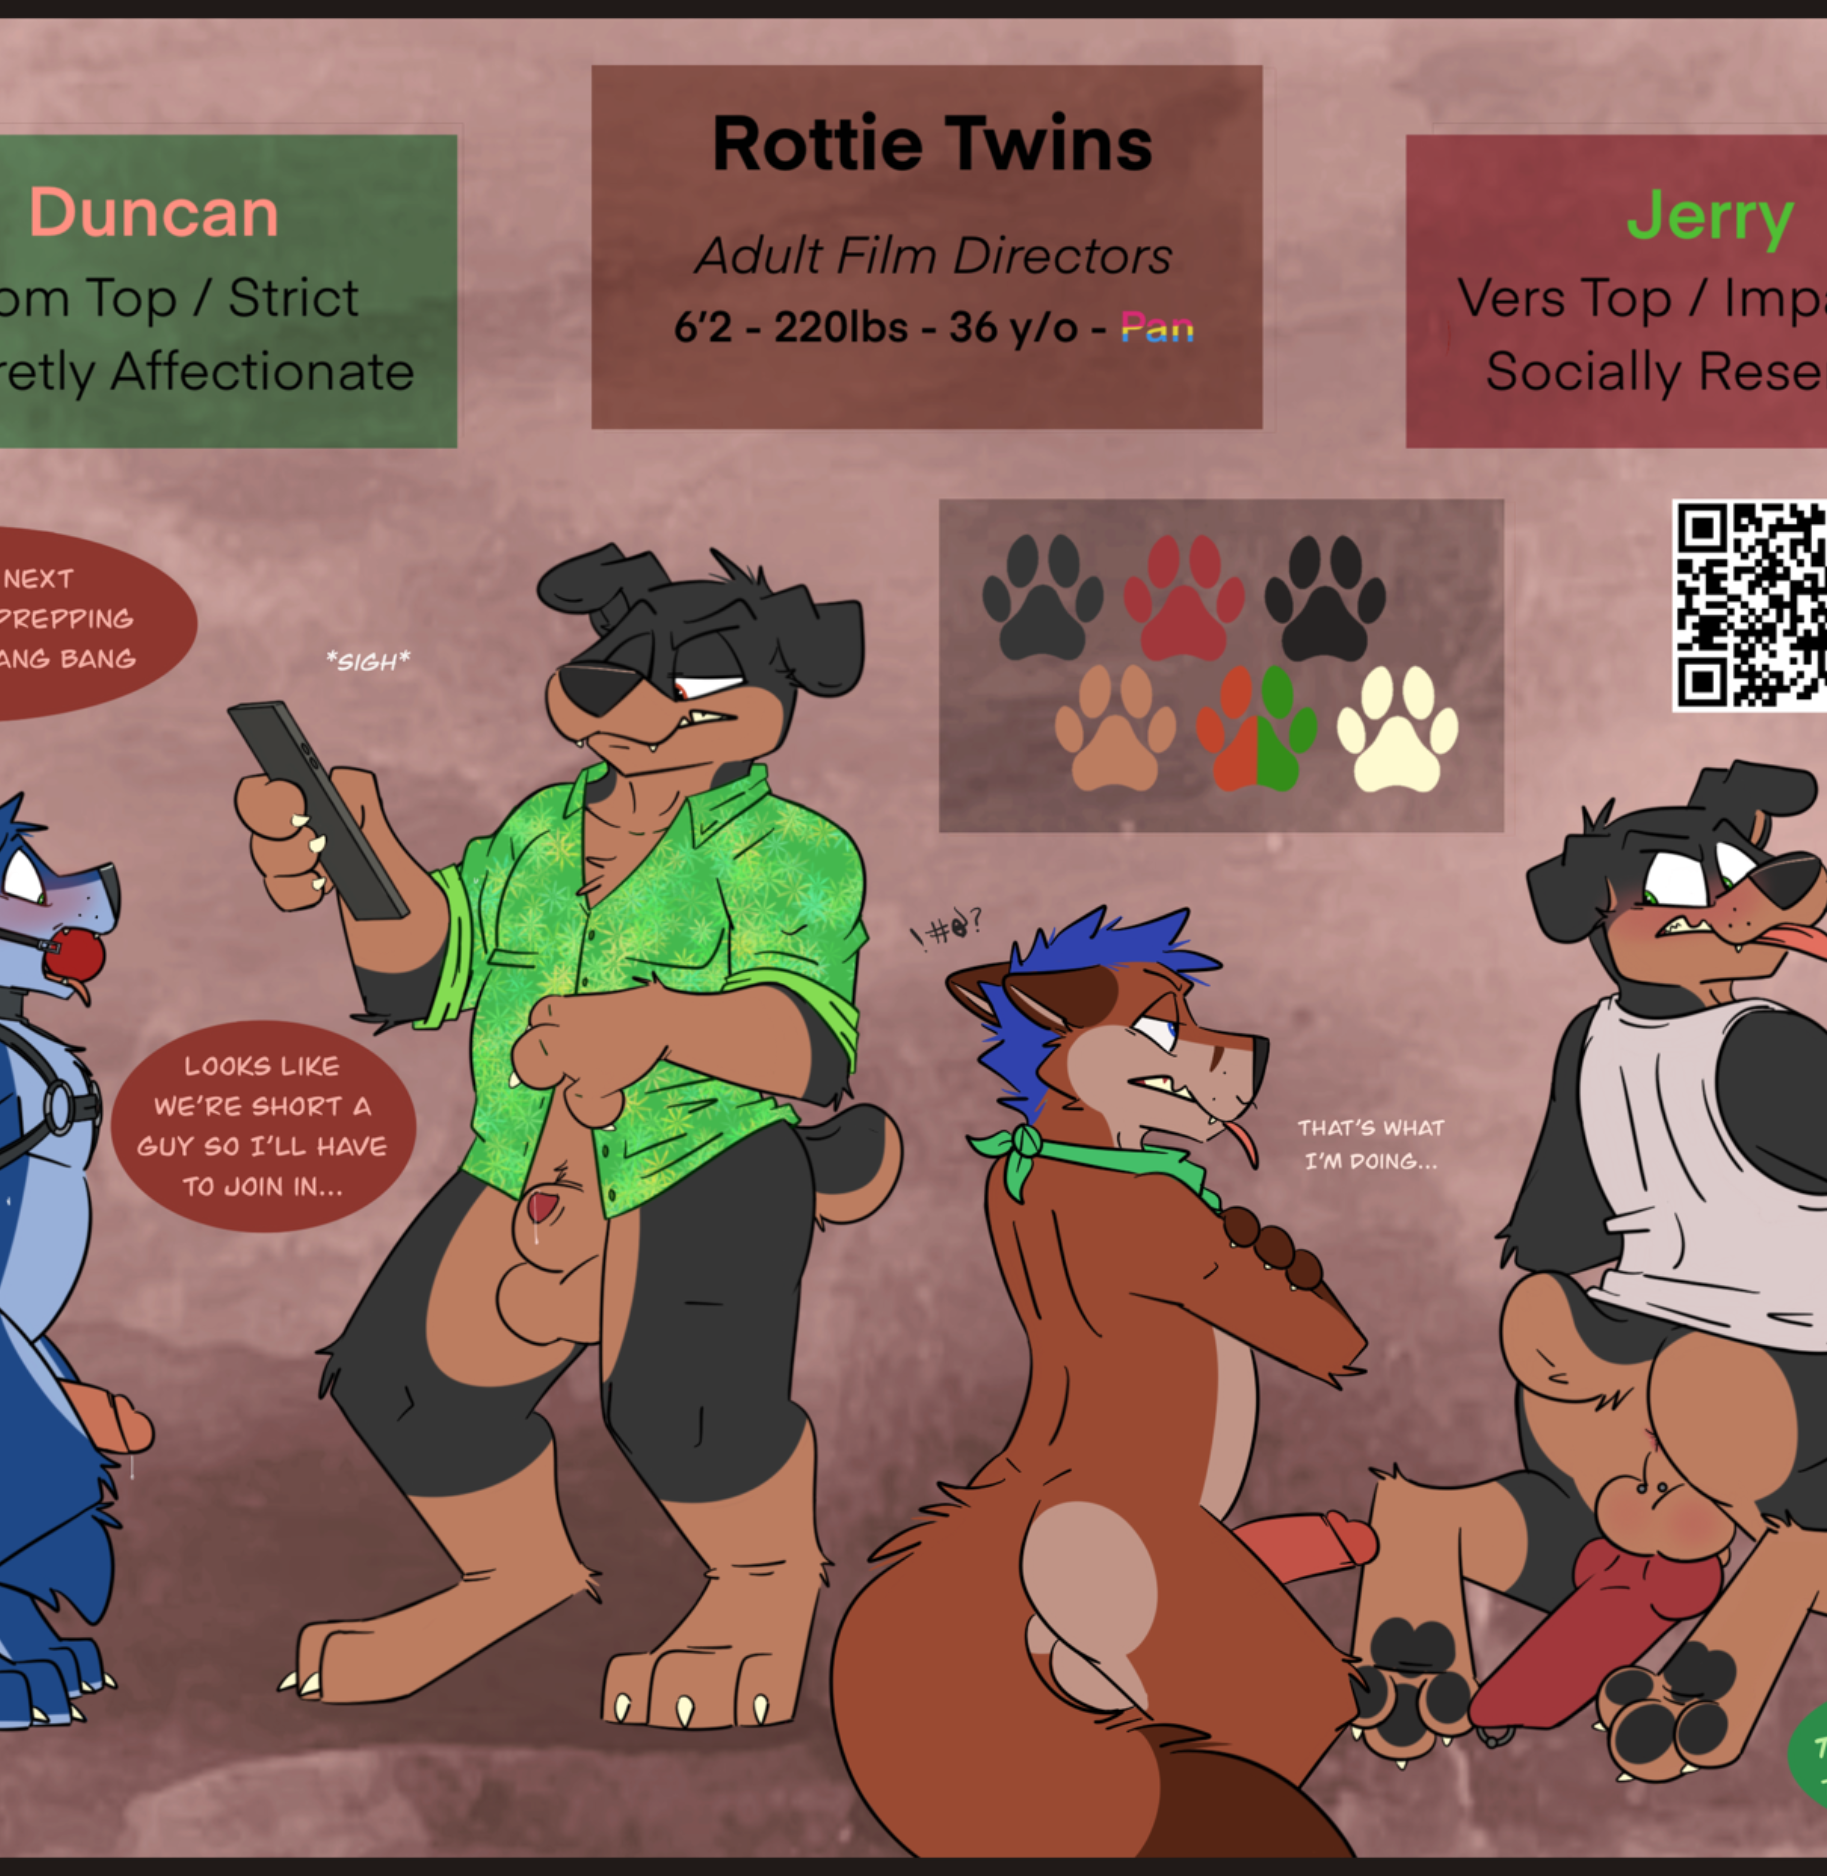 Rottie Twins
Adult Film Directors
6'2 - 220lbs - 36 y/o - Pan
Duncan
om Top / Strict
retly Affectionate
Jerry
Vers Top / Impa
Socially Rese
NEXT
PREPPING
ANG BANG
*SIGH*
LOOKS LIKE
WE'RE SHORT A
GUY SO I'LL HAVE
TO JOIN IN...
!#@?
THAT'S WHAT
I'M DOING...